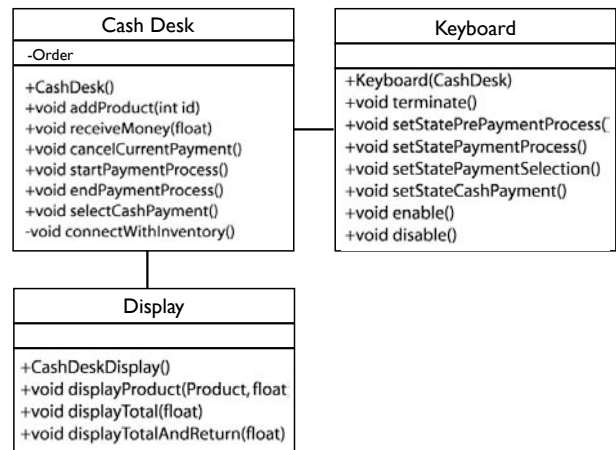 Cash Desk
-Order
+CashDesk()
+void addProduct(int id)
+void receiveMoney(float)
+void cancelCurrentPayment()
+void startPaymentProcess()
+void endPaymentProcess()
+void selectCashPayment()
-void connectWithInventory()
Keyboard
+Keyboard(CashDesk)
+void terminate()
+void setStatePrePaymentProcess(
+void setStatePaymentProcess()
+void setStatePaymentSelection()
+void setStateCashPayment()
+void enable()
+void disable()
Display
+CashDeskDisplay()
+void displayProduct(Product, float
+void displayTotal(float)
+void displayTotalAndReturn(float)